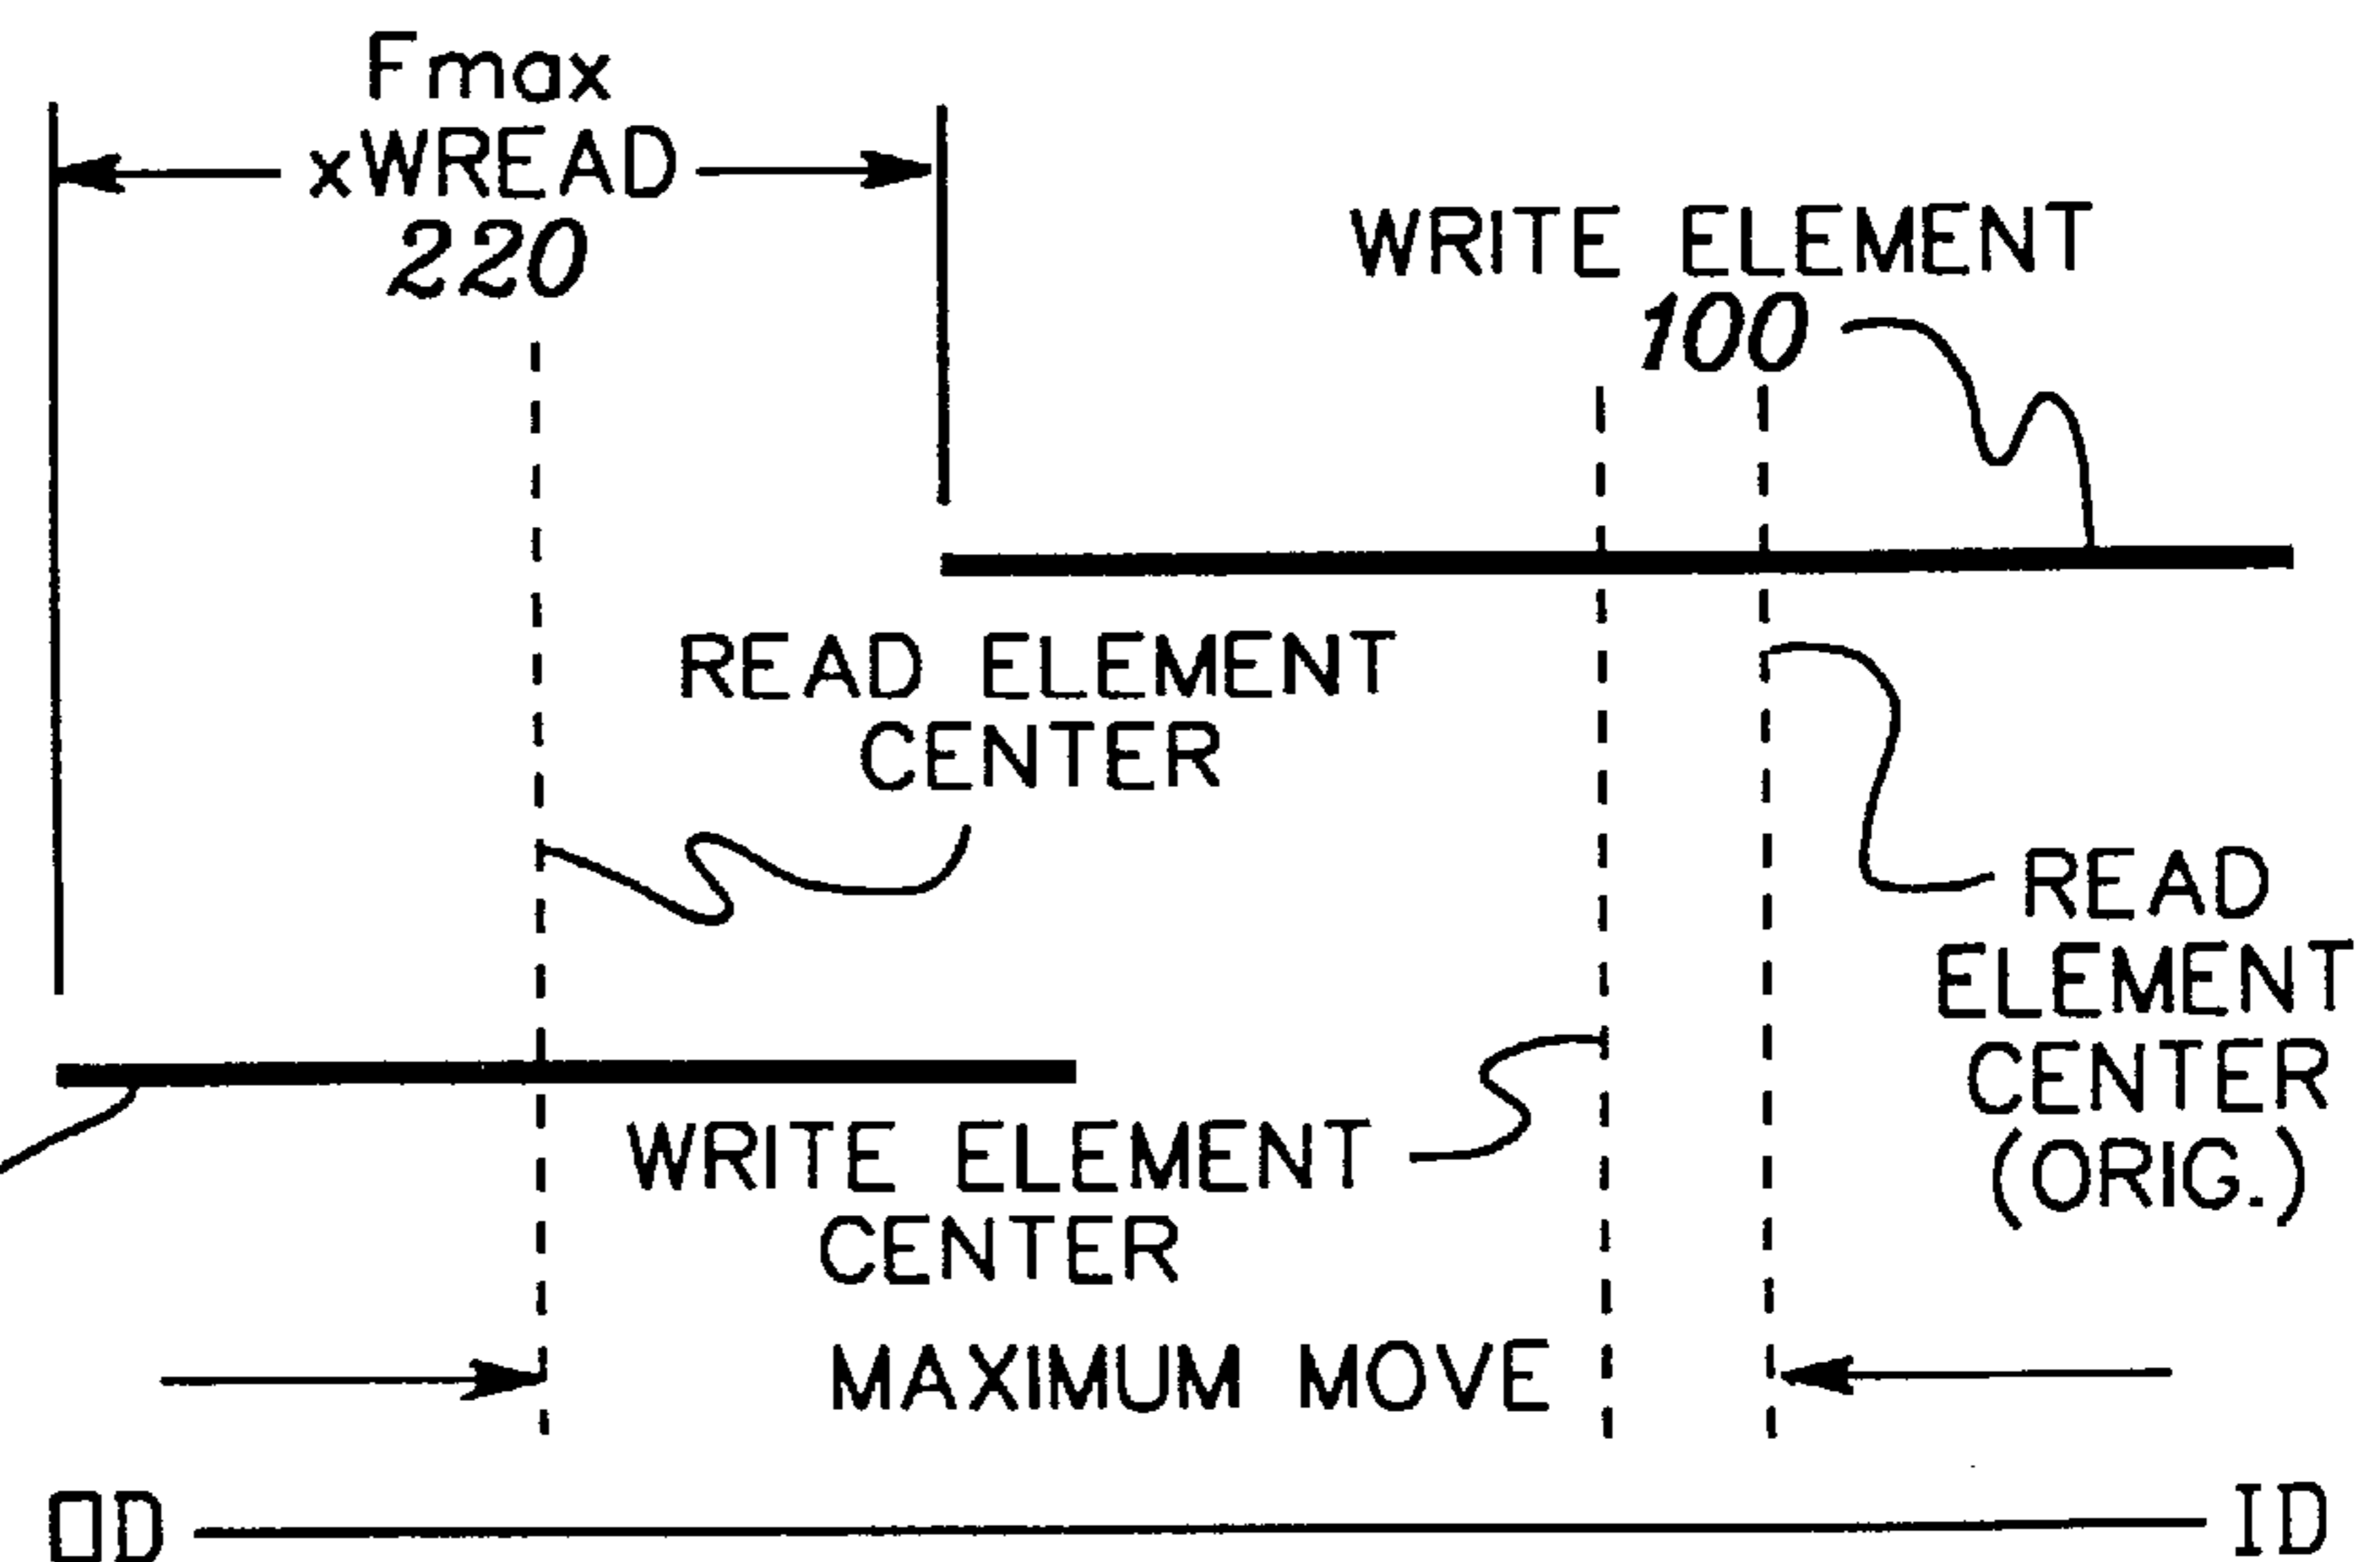 Fmax
xWREAD
220
WRITE ELEMENT
100
READ ELEMENT
CENTER
READ
ELEMENT
CENTER
(ORIG.)
WRITE ELEMENT
CENTER
MAXIMUM MOVE
OD
ID